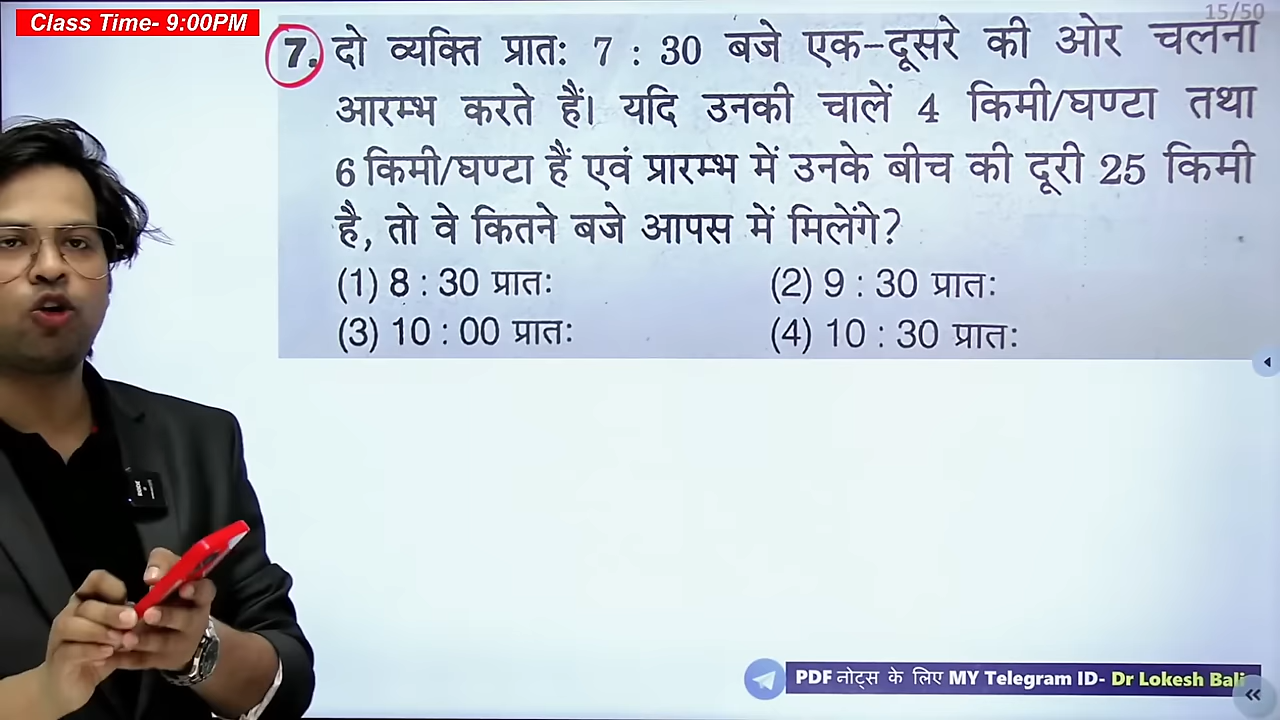 Class Time- 9:00PM
15/50
7. दो व्यक्ति प्रातः 7 : 30 बजे एक-दूसरे की ओर चलना
आरम्भ करते हैं। यदि उनकी चालें 4 किमी/घण्टा तथा
6 किमी/घण्टा हैं एवं प्रारम्भ में उनके बीच की दूरी 25 किमी
है, तो वे कितने बजे आपस में मिलेंगे?
(1) 8 : 30 प्रातः (2) 9 : 30 प्रातः
(3) 10 : 00 प्रातः (4) 10 : 30 प्रातः
PDF नोट्स के लिए MY Telegram ID- Dr Lokesh Bali